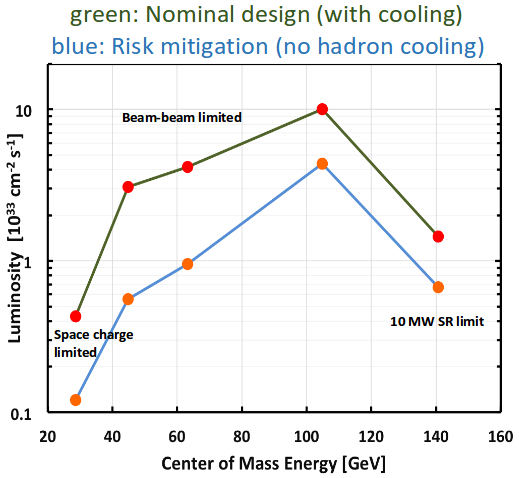 green: Nominal design (with cooling)
blue: Risk mitigation (no hadron cooling)
Luminosity [10³³ cm⁻² s⁻¹]
10
1
0.1
Beam-beam limited
Space charge
limited
10 MW SR limit
20 40 60 80 100 120 140 160
Center of Mass Energy [GeV]